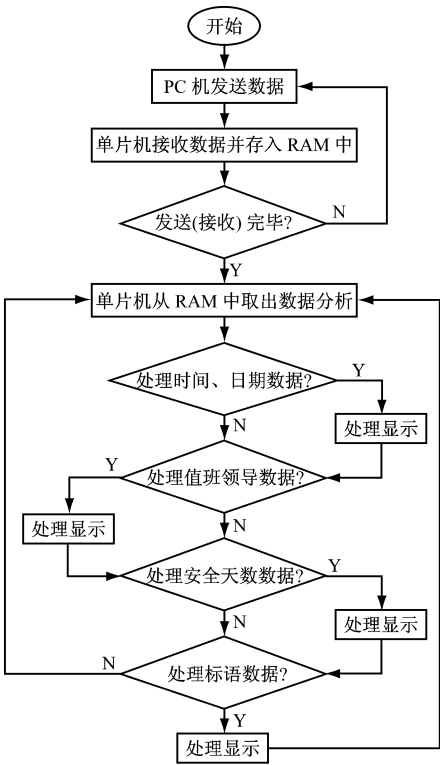 开始
PC 机发送数据
单片机接收数据并存入 RAM 中
发送(接收) 完毕?
N
Y
单片机从 RAM 中取出数据分析
处理时间、日期数据?
Y
N
处理显示
处理值班领导数据?
Y
N
处理显示
处理安全天数数据?
Y
N
处理显示
处理标语数据?
N
Y
处理显示